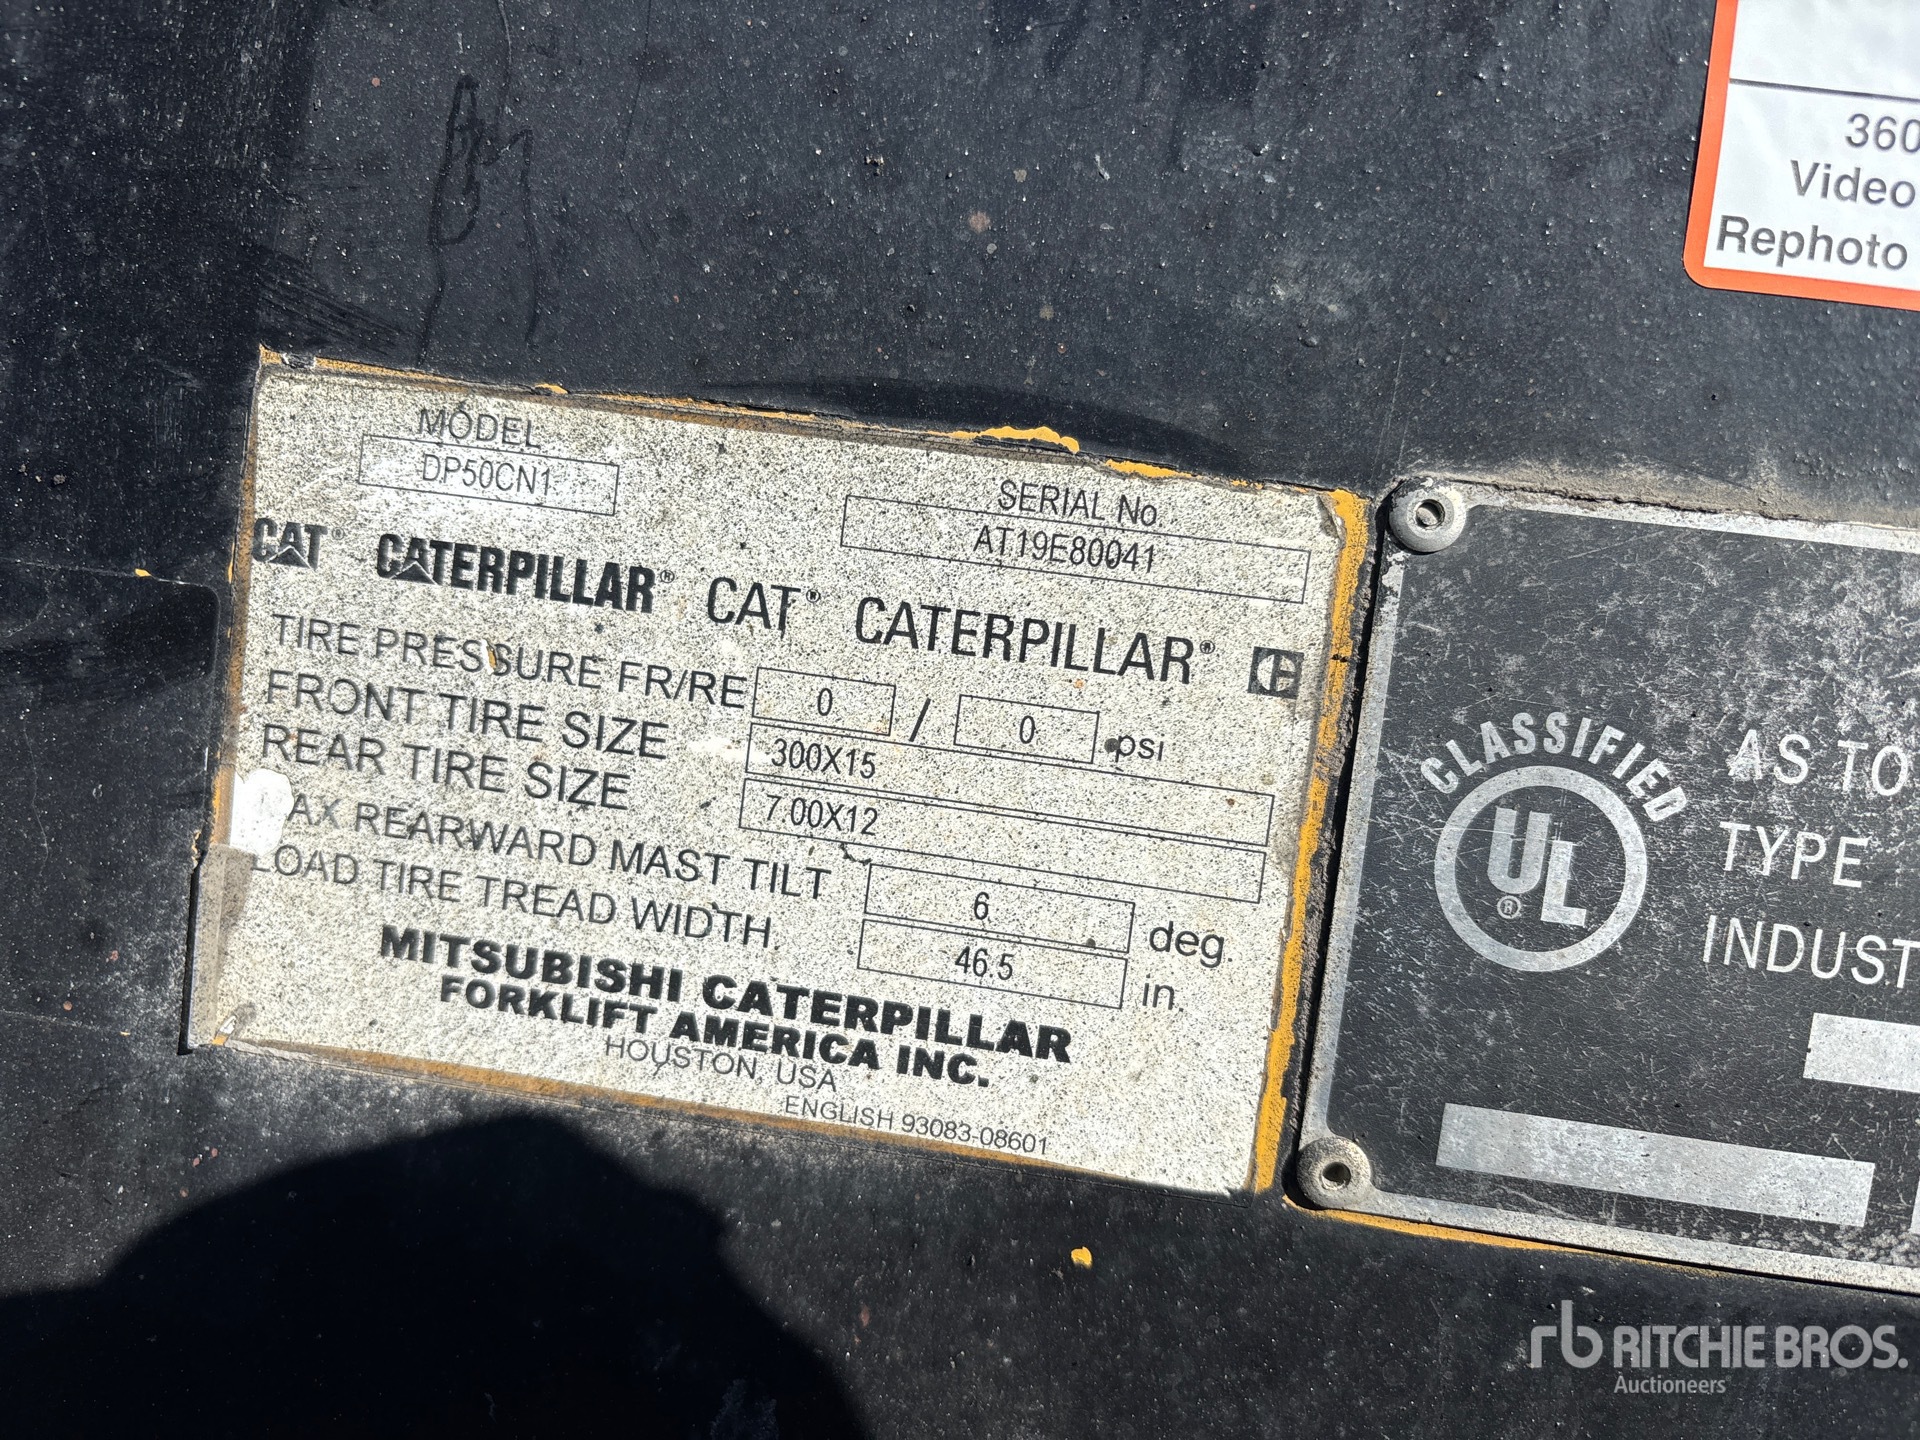 360
Video
Rephoto
MODEL
DP50CN1
SERIAL No
AT19E80041
CAT® CATERPILLAR® CAT® CATERPILLAR®
TIRE PRESSURE FR/RE 0 / 0 psi
FRONT TIRE SIZE 300X15
REAR TIRE SIZE 7.00X12
AX REARWARD MAST TILT 6 deg.
LOAD TIRE TREAD WIDTH 46.5 in.
MITSUBISHI CATERPILLAR
FORKLIFT AMERICA INC.
HOUSTON, USA
ENGLISH 93083-08601
CLASSIFIED
UL®
AS TO
TYPE
INDUST
rb RITCHIE BROS.
Auctioneers